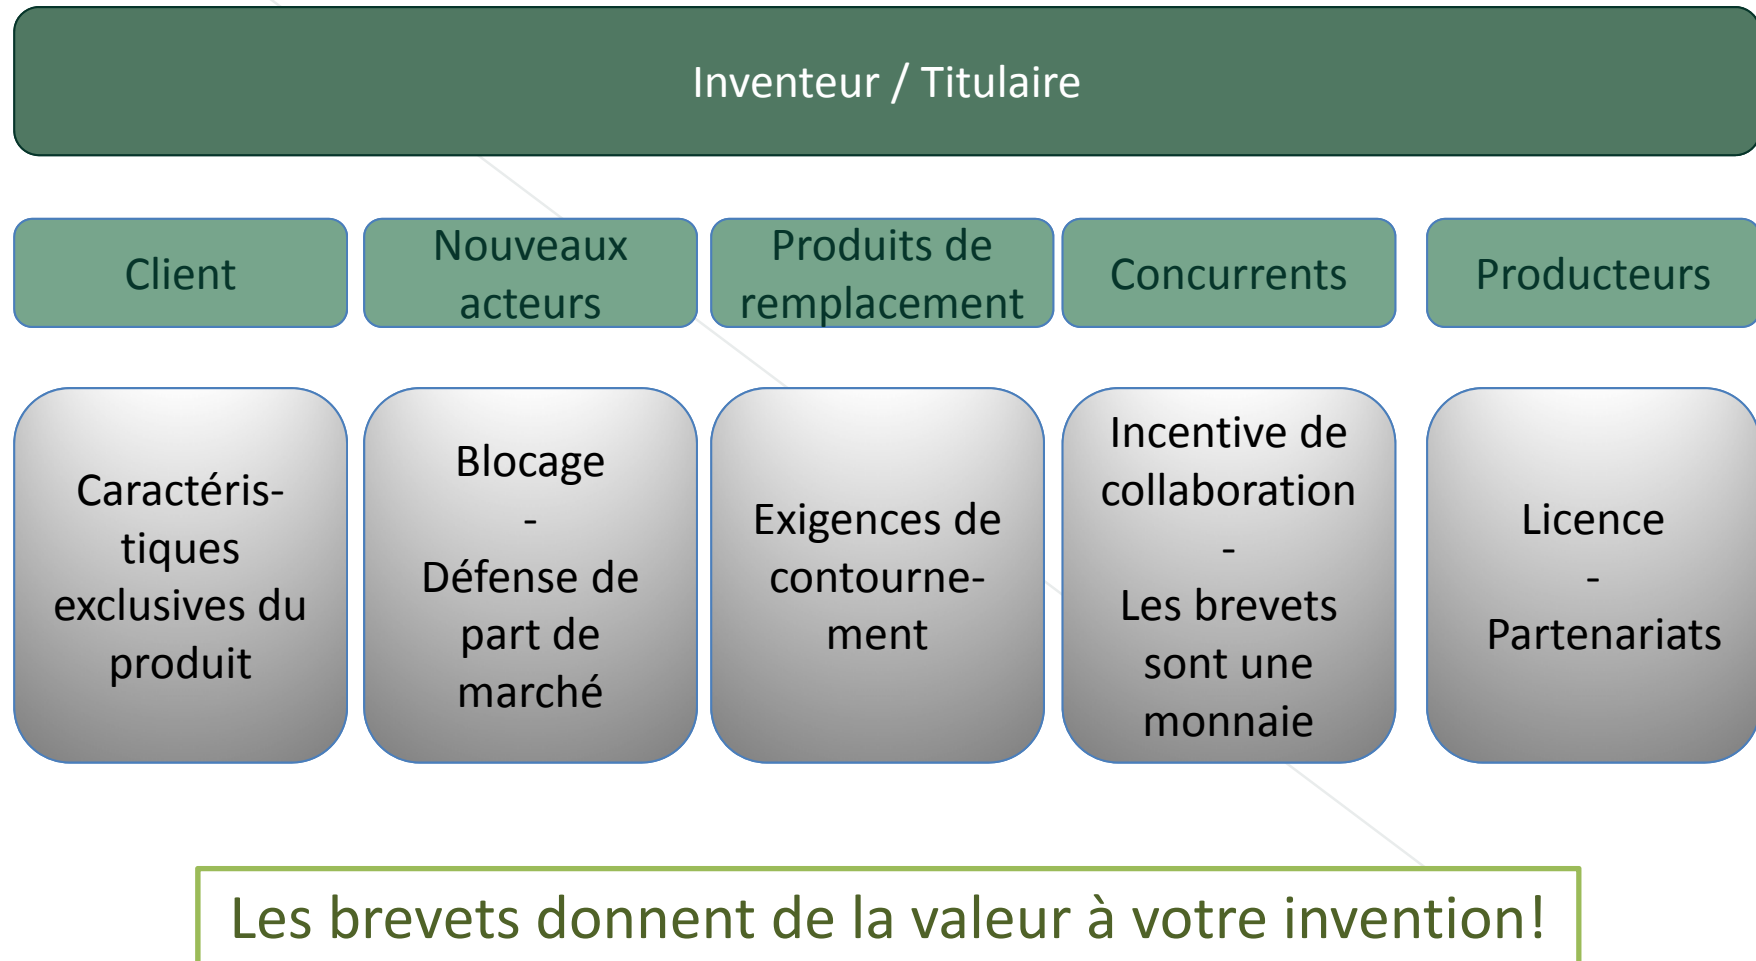 Inventeur / Titulaire
Client
Nouveaux
acteurs
Produits de
remplacement
Concurrents
Producteurs
Caractéris-
tiques
exclusives du
produit
Blocage
-
Défense de
part de
marché
Exigences de
contourne-
ment
Incentive de
collaboration
-
Les brevets
sont une
monnaie
Licence
-
Partenariats
Les brevets donnent de la valeur à votre invention!